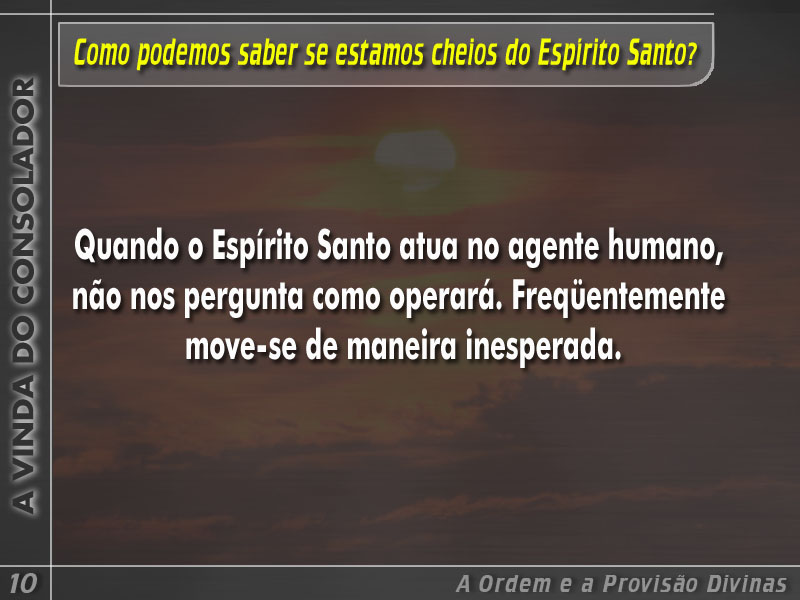 Como podemos saber se estamos cheios do Espírito Santo?
A VINDA DO CONSOLADOR
Quando o Espírito Santo atua no agente humano,
não nos pergunta como operará. Freqüentemente
move-se de maneira inesperada.
10
A Ordem e a Provisão Divinas